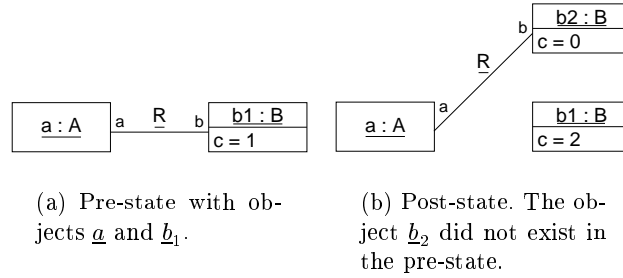 a : A
a
R
b
b1 : B
c = 1
(a) Pre-state with ob-
jects a and b1.
b
b2 : B
c = 0
R
a
a : A
b1 : B
c = 2
(b) Post-state. The ob-
ject b2 did not exist in
the pre-state.